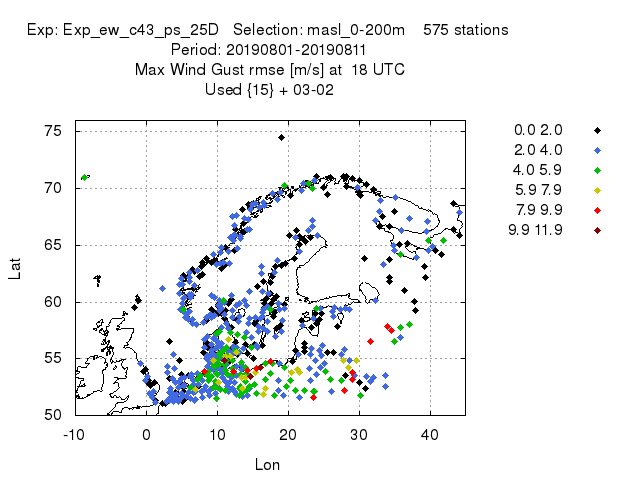 Exp: Exp_ew_c43_ps_25D   Selection: masl_0-200m    575 stations
Period: 20190801-20190811
Max Wind Gust rmse [m/s] at  18 UTC
Used {15} + 03-02
75
70
65
60
55
50
-10 0 10 20 30 40
Lat
Lon
0.0 2.0
2.0 4.0
4.0 5.9
5.9 7.9
7.9 9.9
9.9 11.9